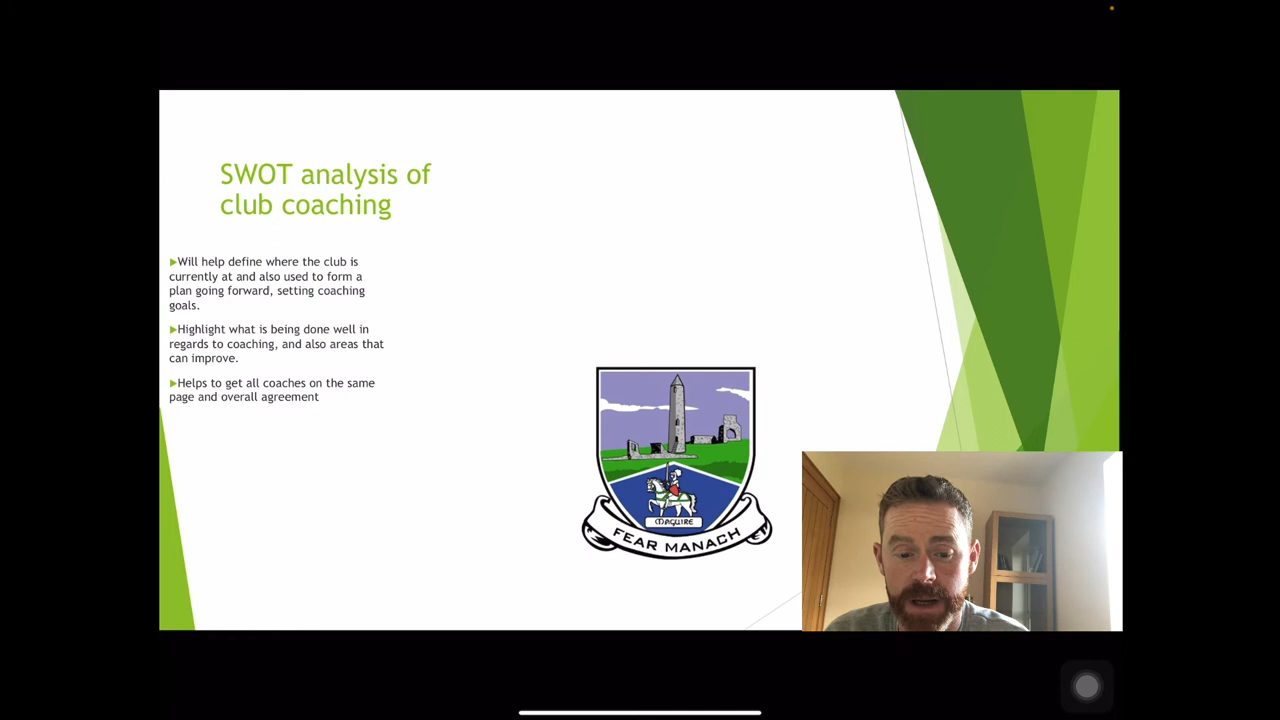 SWOT analysis of
club coaching
Will help define where the club is
currently at and also used to form a
plan going forward, setting coaching
goals.
Highlight what is being done well in
regards to coaching, and also areas that
can improve.
Helps to get all coaches on the same
page and overall agreement
MAGUIRE
FEAR MANACH